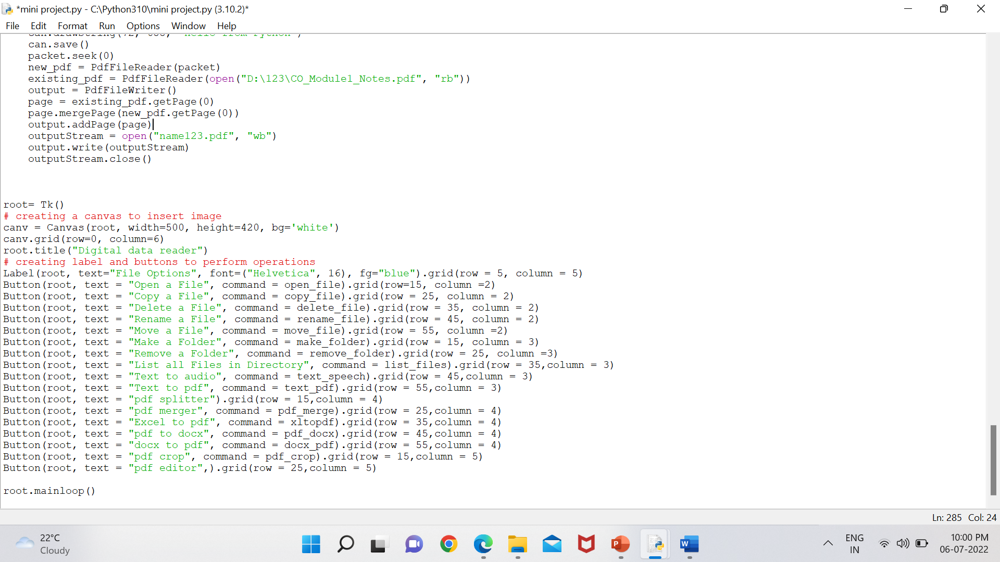 *mini project.py - C:\Python310\mini project.py (3.10.2)*
File Edit Format Run Options Window Help
can.save()
packet.seek(0)
new_pdf = PdfFileReader(packet)
existing_pdf = PdfFileReader(open("D:\123\CO_Module1_Notes.pdf", "rb"))
output = PdfFileWriter()
page = existing_pdf.getPage(0)
page.mergePage(new_pdf.getPage(0))
output.addPage(page)
outputStream = open("name123.pdf", "wb")
output.write(outputStream)
outputStream.close()
root= Tk()
# creating a canvas to insert image
canv = Canvas(root, width=500, height=420, bg='white')
canv.grid(row=0, column=6)
root.title("Digital data reader")
# creating label and buttons to perform operations
Label(root, text="File Options", font=("Helvetica", 16), fg="blue").grid(row = 5, column = 5)
Button(root, text = "Open a File", command = open_file).grid(row=15, column =2)
Button(root, text = "Copy a File", command = copy_file).grid(row = 25, column = 2)
Button(root, text = "Delete a File", command = delete_file).grid(row = 35, column = 2)
Button(root, text = "Rename a File", command = rename_file).grid(row = 45, column = 2)
Button(root, text = "Move a File", command = move_file).grid(row = 55, column =2)
Button(root, text = "Make a Folder", command = make_folder).grid(row = 15, column = 3)
Button(root, text = "Remove a Folder", command = remove_folder).grid(row = 25, column =3)
Button(root, text = "List all Files in Directory", command = list_files).grid(row = 35,column = 3)
Button(root, text = "Text to audio", command = text_speech).grid(row = 45,column = 3)
Button(root, text = "Text to pdf", command = text_pdf).grid(row = 55,column = 3)
Button(root, text = "pdf splitter").grid(row = 15,column = 4)
Button(root, text = "pdf merger", command = pdf_merge).grid(row = 25,column = 4)
Button(root, text = "Excel to pdf", command = xltopdf).grid(row = 35,column = 4)
Button(root, text = "pdf to docx", command = pdf_docx).grid(row = 45,column = 4)
Button(root, text = "docx to pdf", command = docx_pdf).grid(row = 55,column = 4)
Button(root, text = "pdf crop", command = pdf_crop).grid(row = 15,column = 5)
Button(root, text = "pdf editor",).grid(row = 25,column = 5)
root.mainloop()
Ln: 285 Col: 24
22°C
Cloudy
P
W
ENG
IN
10:00 PM
06-07-2022